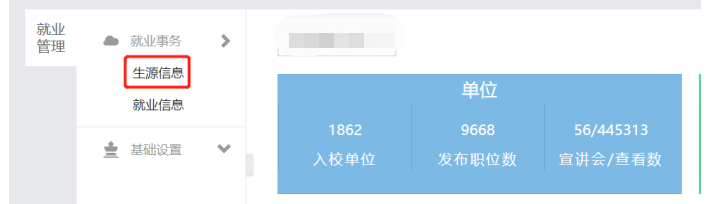 就业
管理
就业事务
生源信息
就业信息
基础设置
单位
1862 9668 56/445313
入校单位 发布职位数 宣讲会/查看数